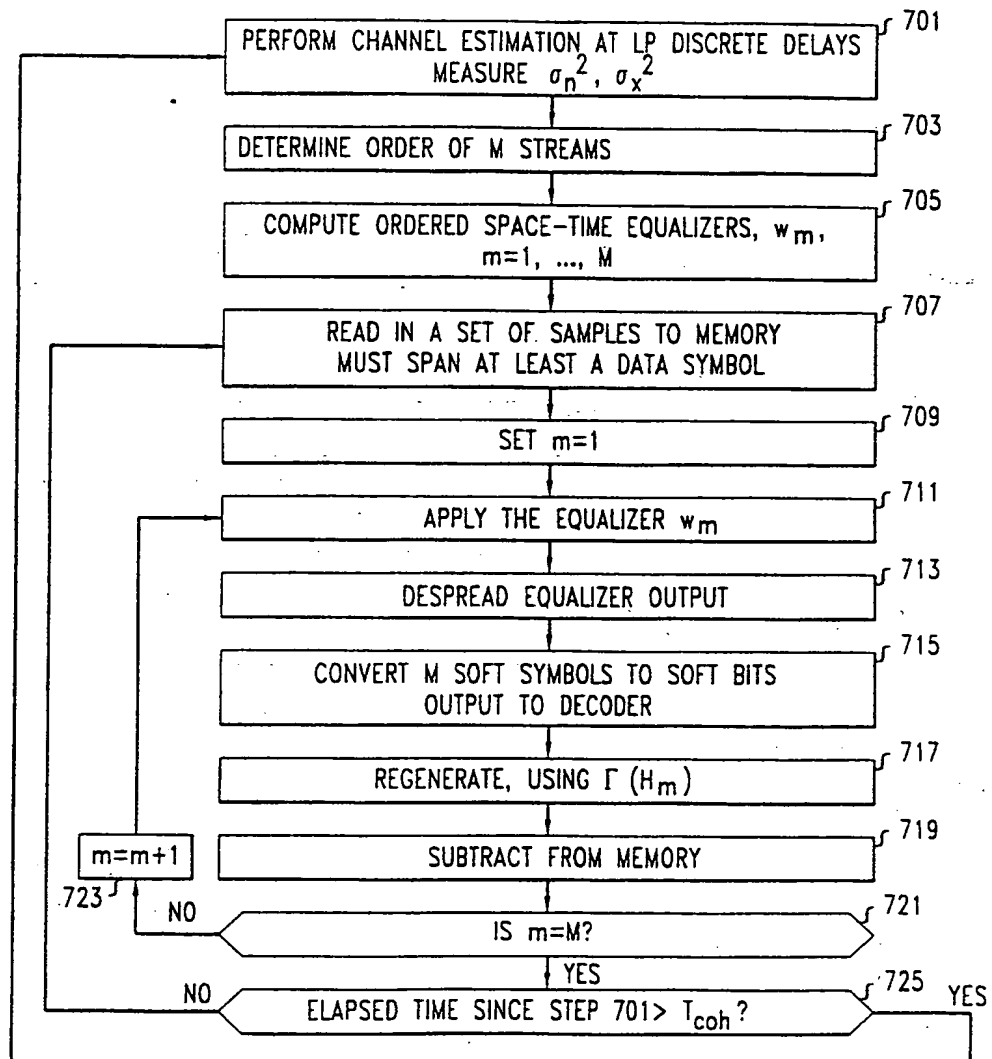 701
PERFORM CHANNEL ESTIMATION AT LP DISCRETE DELAYS
MEASURE σn², σx²
703
DETERMINE ORDER OF M STREAMS
705
COMPUTE ORDERED SPACE-TIME EQUALIZERS, wm,
m=1, ..., M
707
READ IN A SET OF SAMPLES TO MEMORY
MUST SPAN AT LEAST A DATA SYMBOL
709
SET m=1
711
APPLY THE EQUALIZER wm
713
DESPREAD EQUALIZER OUTPUT
715
CONVERT M SOFT SYMBOLS TO SOFT BITS
OUTPUT TO DECODER
717
REGENERATE, USING Γ (Hm)
719
SUBTRACT FROM MEMORY
m=m+1
723
NO
721
IS m=M?
YES
725
NO
ELAPSED TIME SINCE STEP 701> Tcoh?
YES